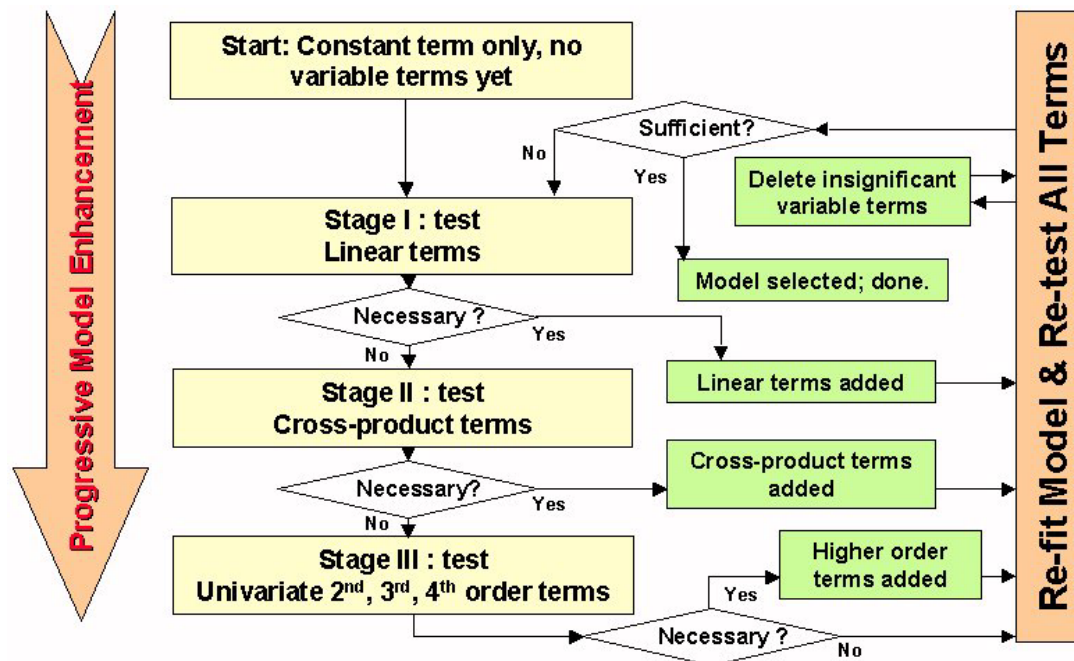 Progressive Model Enhancement
Start: Constant term only, no
variable terms yet
Sufficient?
No
Yes
Delete insignificant
variable terms
Stage I : test
Linear terms
Model selected; done.
Necessary ?
Yes
No
Linear terms added
Stage II : test
Cross-product terms
Cross-product terms
added
Necessary?
Yes
No
Stage III : test
Univariate 2nd, 3rd, 4th order terms
Higher order
terms added
Yes
Necessary ?
No
Re-fit Model & Re-test All Terms